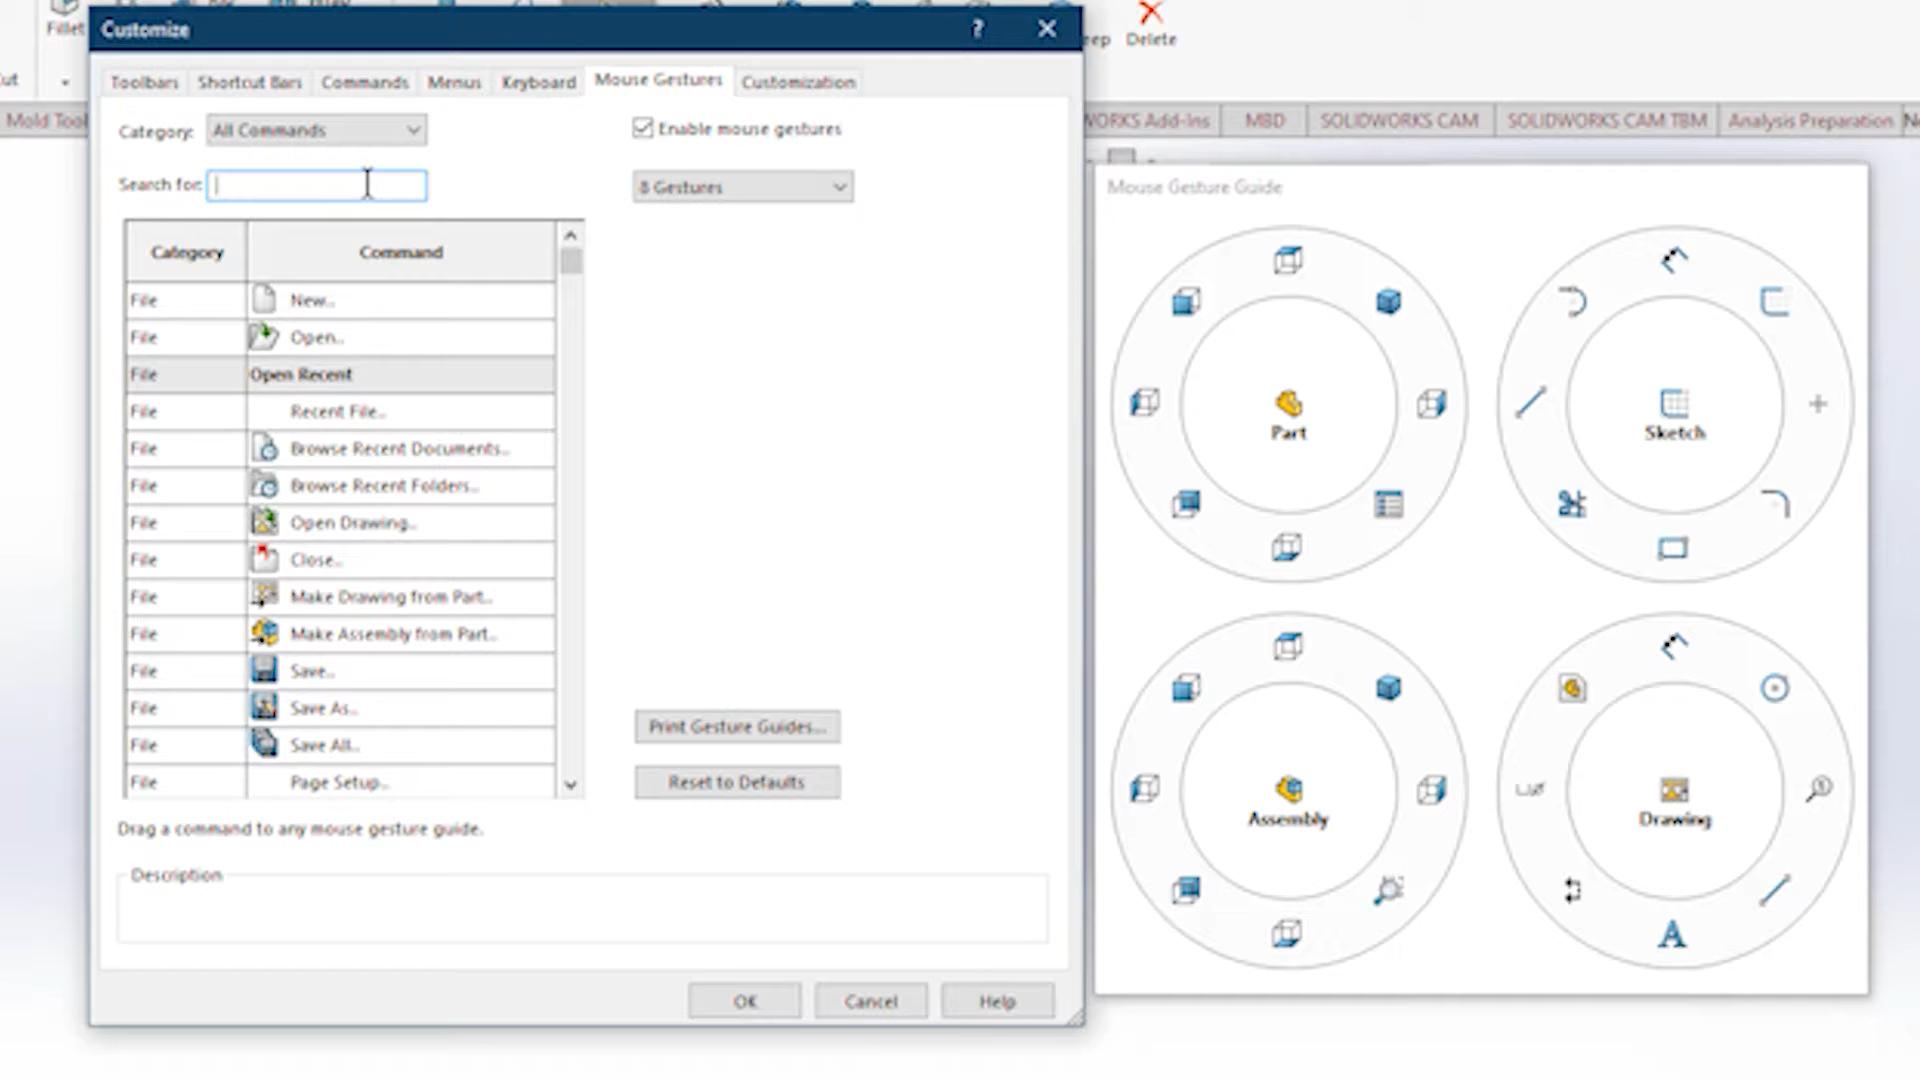 Fillet
Delete
Customize
?
Toolbars
Shortcut Bars
Commands
Menus
Keyboard
Mouse Gestures
Customization
Mold Tool
WORKS Add-Ins
MBD
SOLIDWORKS CAM
SOLIDWORKS CAM TBM
Analysis Preparation
Category:
All Commands
Enable mouse gestures
Search for:
8 Gestures
Mouse Gesture Guide
Category
Command
File
New..
File
Open..
File
Open Recent
File
Recent File..
File
Browse Recent Documents..
File
Browse Recent Folders..
File
Open Drawing..
File
Close..
File
Make Drawing from Part..
File
Make Assembly from Part..
File
Save..
File
Save As..
File
Save All..
File
Page Setup..
Part
Sketch
Assembly
Drawing
A
Print Gesture Guides...
Reset to Defaults
Drag a command to any mouse gesture guide.
Description
OK
Cancel
Help